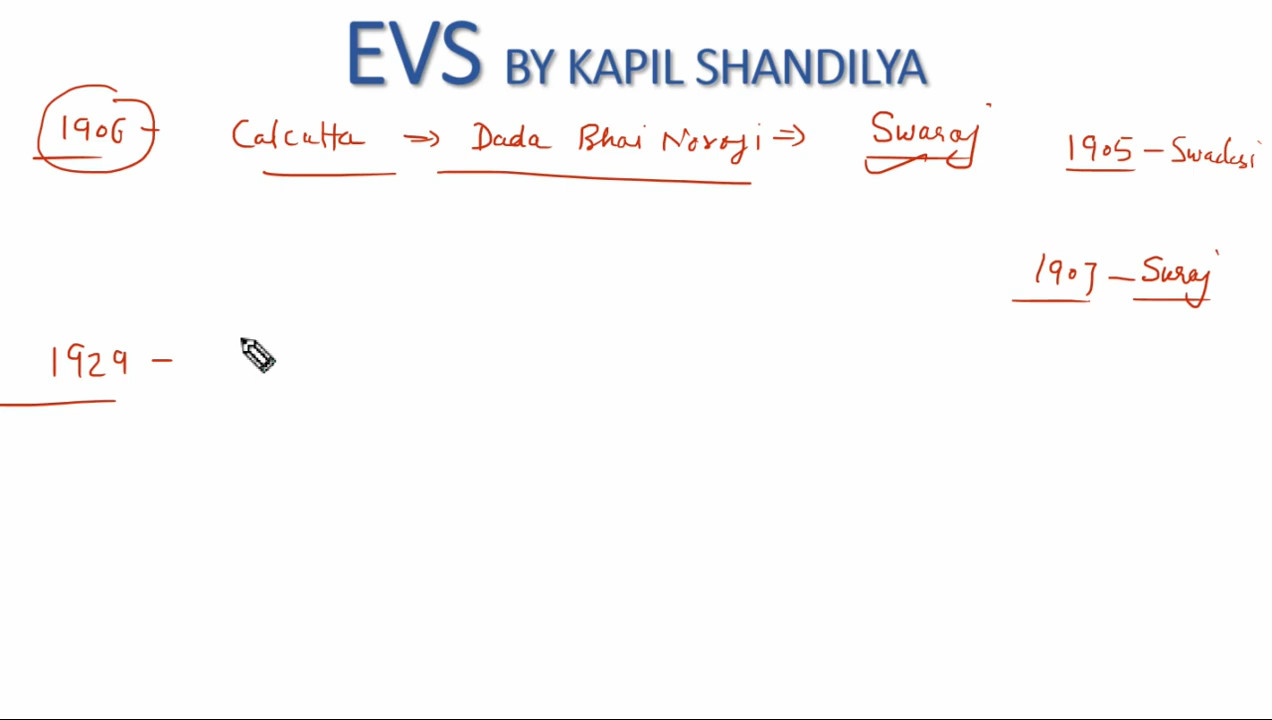 EVS BY KAPIL SHANDILYA
1906 - Calcutta ⇒ Dada Bhai Noroji ⇒ Swaraj
1905 - Swadesi
1907 - Suraj
1929 -